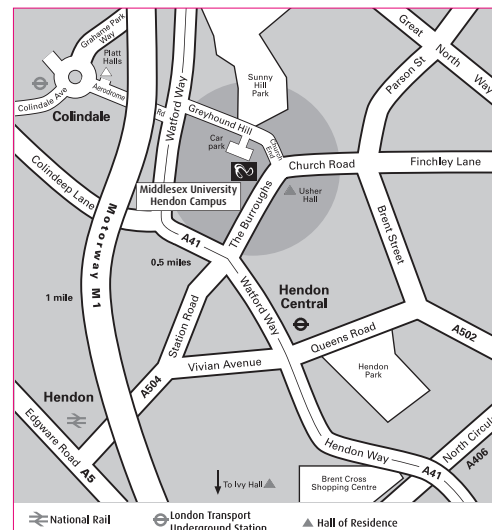 Grahame Park
Way
Platt
Halls
Colindale Ave
Aerodrome
Rd
Colindale
Watford Way
Sunny
Hill
Park
Greyhound Hill
Car
park
Church
End
Great
North
Way
Parson St
Church Road
Finchley Lane
Colindeep Lane
Middlesex University
Hendon Campus
Usher
Hall
The Burroughs
Motorway M1
A41
0.5 miles
1 mile
Brent Street
Watford Way
Hendon
Central
Station Road
Queens Road
A502
Vivian Avenue
Hendon
Park
A504
Hendon
Edgware Road
A5
Hendon Way
North Circular
A406
A41
To Ivy Hall
Brent Cross
Shopping Centre
National Rail
London Transport
Underground Station
Hall of Residence